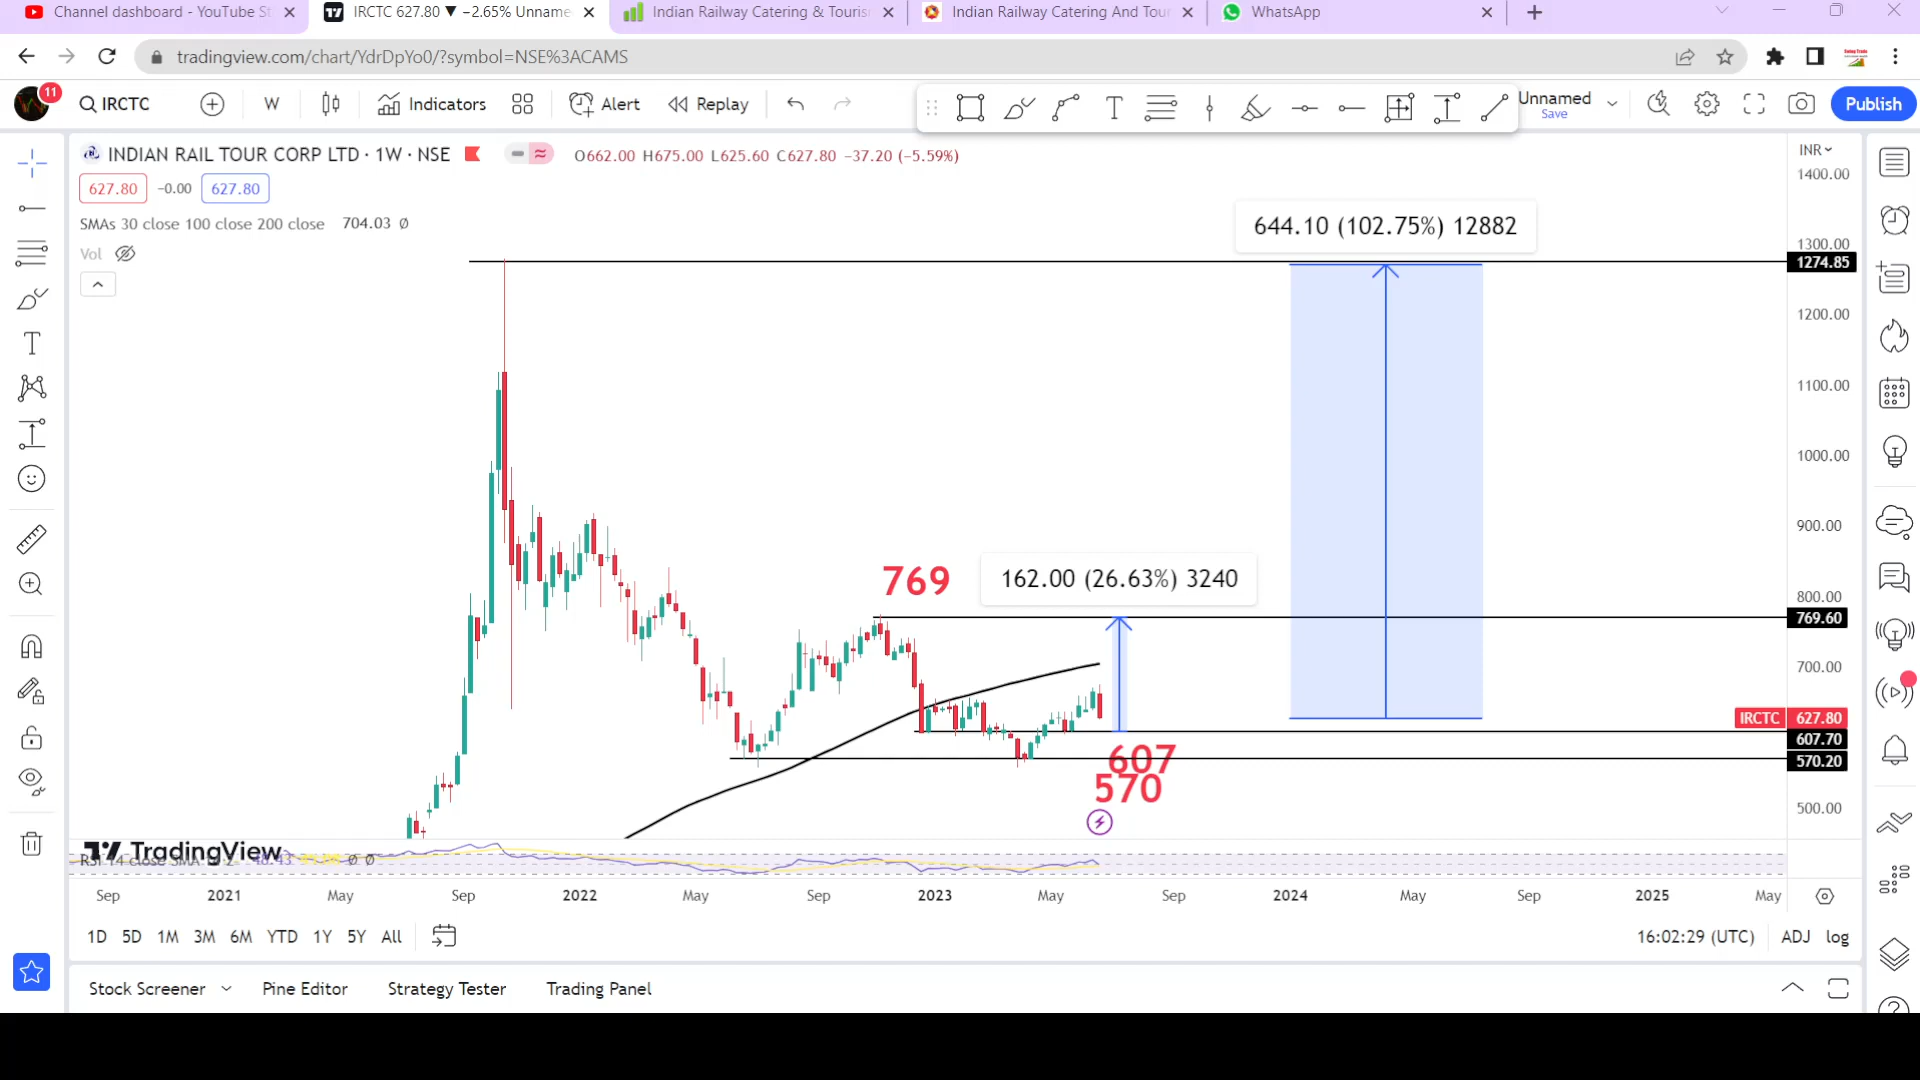 Channel dashboard - YouTube St
IRCTC 627.80 ▼ −2.65% Unname
Indian Railway Catering & Touris
Indian Railway Catering And Tour
WhatsApp
tradingview.com/chart/YdrDpYo0/?symbol=NSE%3ACAMS
11
IRCTC
W
Indicators
Alert
Replay
Unnamed
Save
Publish
INDIAN RAIL TOUR CORP LTD · 1W · NSE
O662.00 H675.00 L625.60 C627.80 −37.20 (−5.59%)
INR
627.80
−0.00
627.80
SMAs 30 close 100 close 200 close 704.03 Ø
Vol
1400.00
1300.00
1274.85
1200.00
1100.00
1000.00
900.00
800.00
769.60
700.00
IRCTC 627.80
607.70
570.20
500.00
644.10 (102.75%) 12882
769
162.00 (26.63%) 3240
607
570
TradingView
RSI 14 close SMA
48.43
Ø Ø
Sep 2021 May Sep 2022 May Sep 2023 May Sep 2024 May Sep 2025 May
1D 5D 1M 3M 6M YTD 1Y 5Y All
16:02:29 (UTC)
ADJ log
Stock Screener
Pine Editor
Strategy Tester
Trading Panel